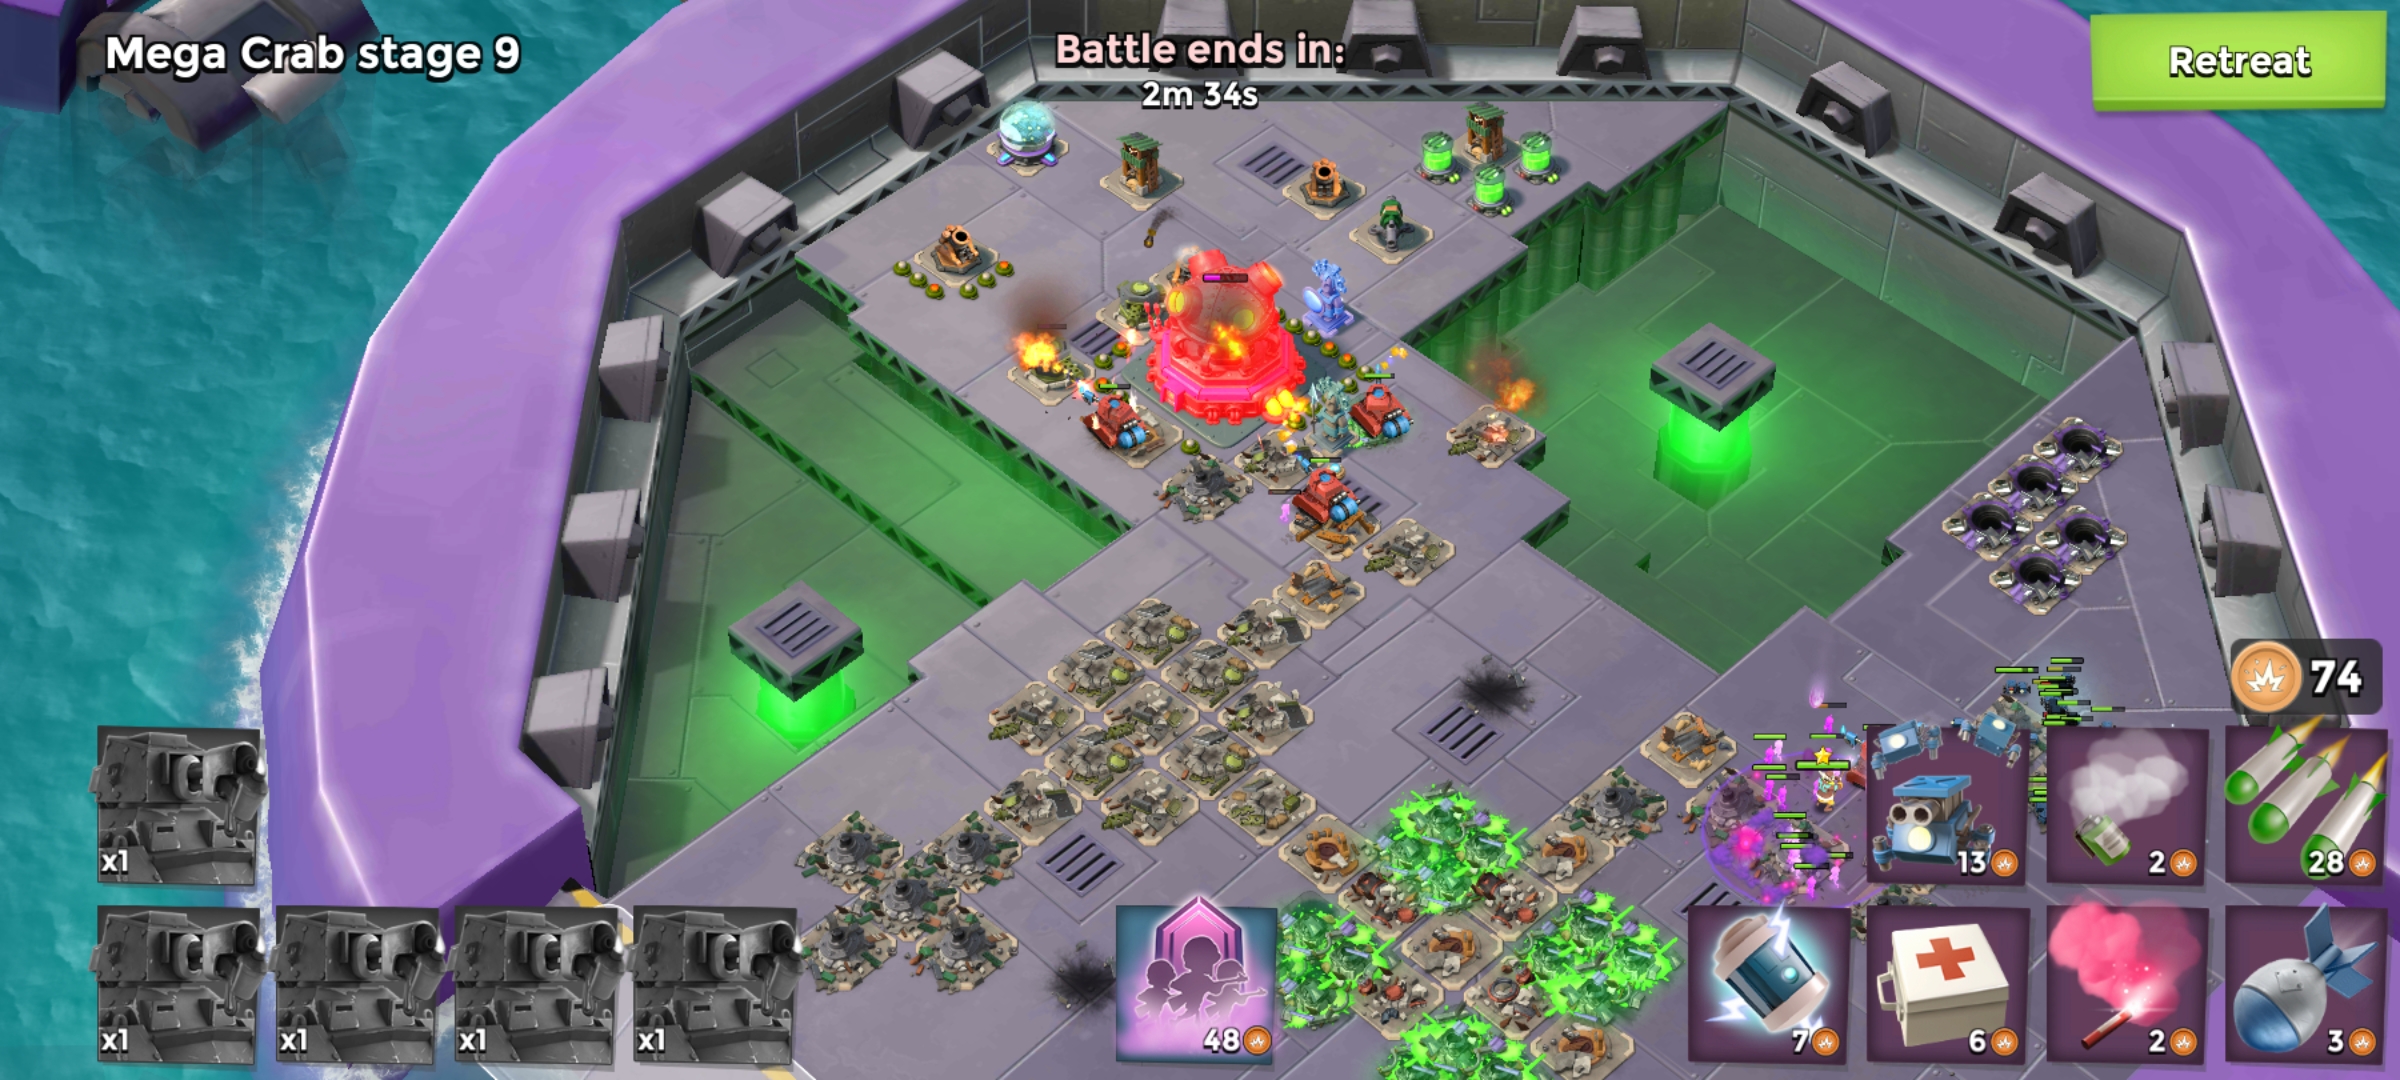 Mega Crab stage 9
Battle ends in:
2m 34s
Retreat
74
x1
13
2
28
x1
x1
x1
x1
48
7
6
2
3